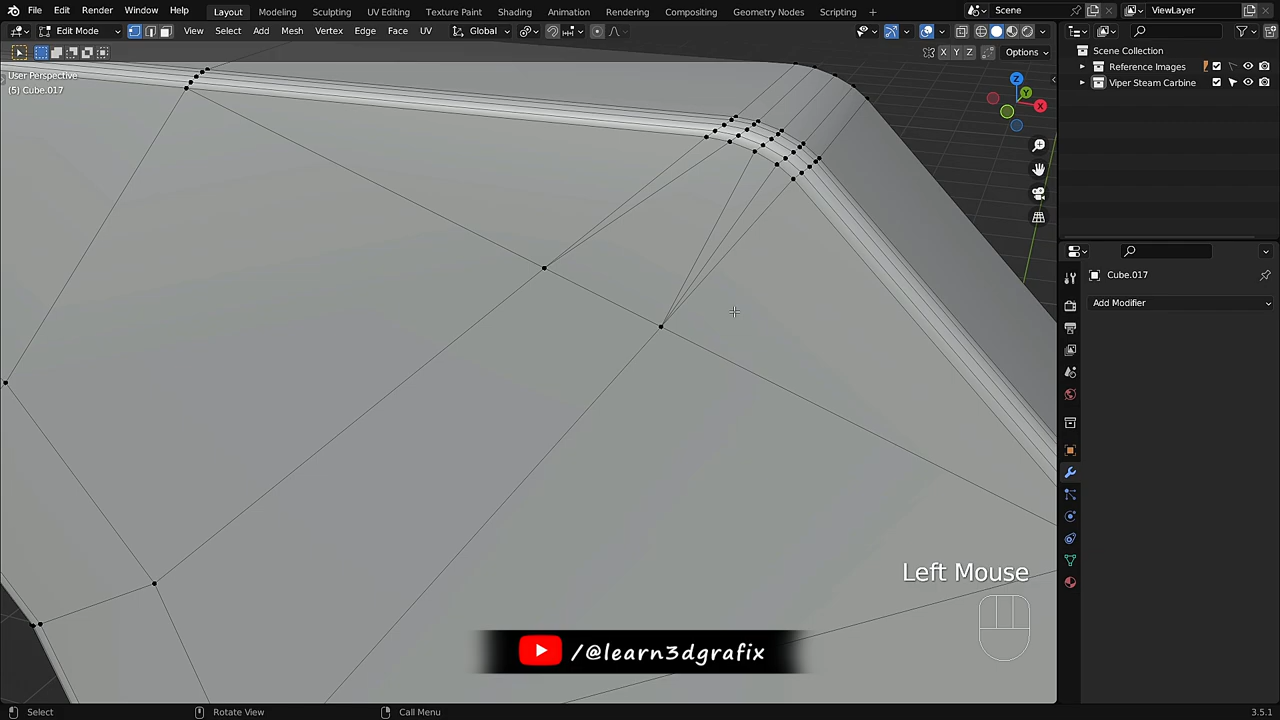 File Edit Render Window Help Layout Modeling Sculpting UV Editing Texture Paint Shading Animation Rendering Compositing Geometry Nodes Scripting + Scene ViewLayer
Edit Mode View Select Add Mesh Vertex Edge Face UV Global
X Y Z Options
User Perspective
(5) Cube.017
Z
Y
X
Scene Collection
Reference Images
Viper Steam Carbine
Cube.017
Add Modifier
Left Mouse
/@learn3dgrafix
Select Rotate View Call Menu 3.5.1